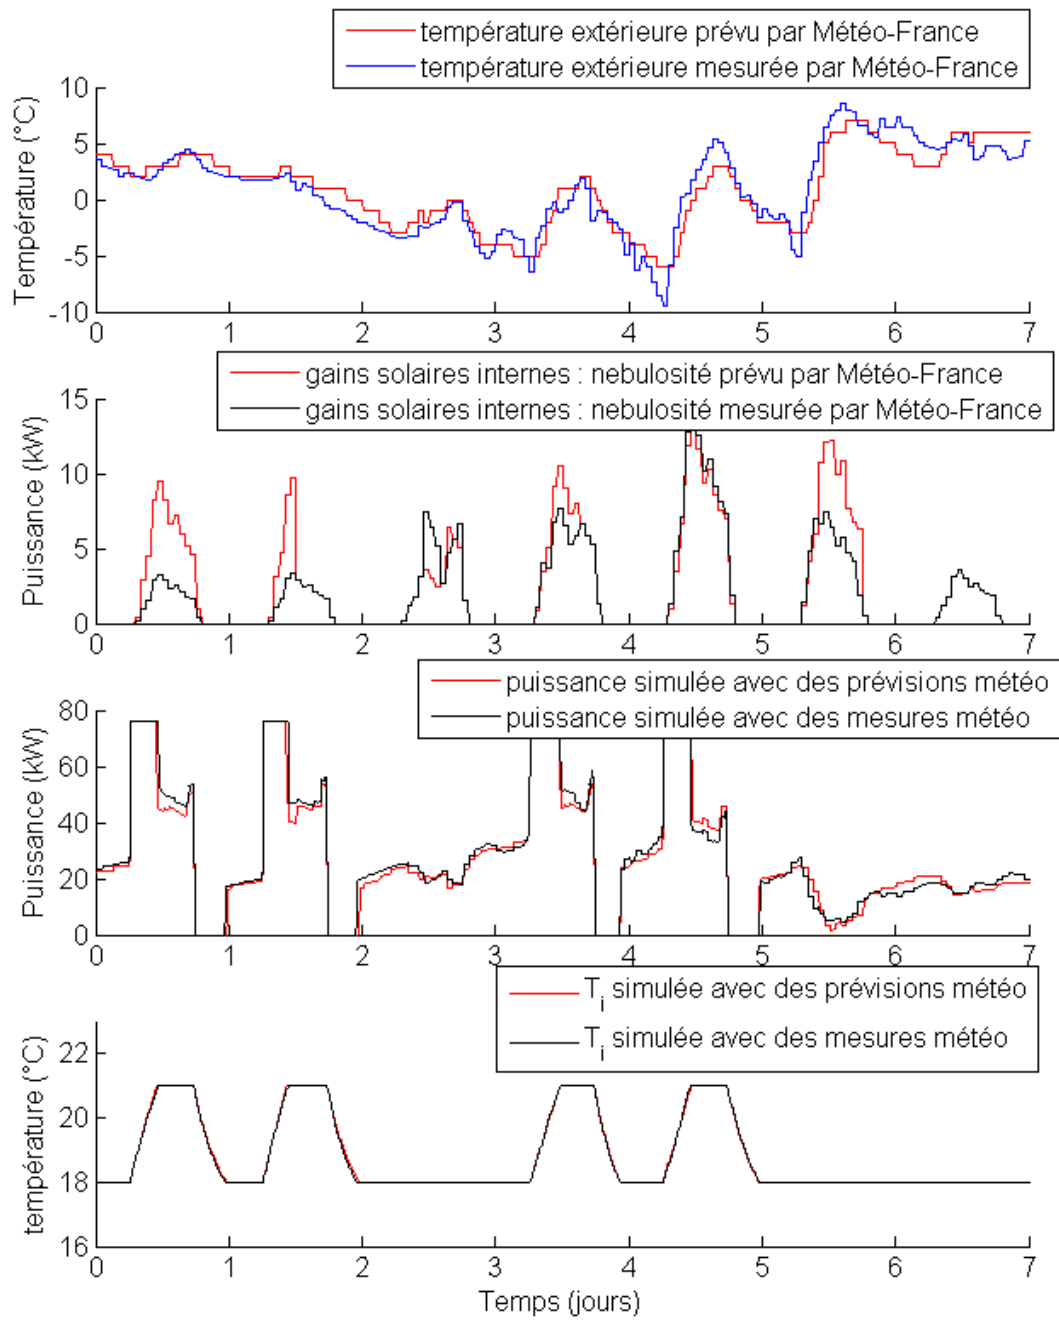 température extérieure prévu par Météo-France
température extérieure mesurée par Météo-France
Température (°C)
10
5
0
-5
-10
0 1 2 3 4 5 6 7
gains solaires internes : nebulosité prévu par Météo-France
gains solaires internes : nebulosité mesurée par Météo-France
Puissance (kW)
15
10
5
0
0 1 2 3 4 5 6 7
puissance simulée avec des prévisions météo
puissance simulée avec des mesures météo
Puissance (kW)
80
60
40
20
0
0 1 2 3 4 5 6 7
T_i simulée avec des prévisions météo
T_i simulée avec des mesures météo
température (°C)
22
20
18
16
0 1 2 3 4 5 6 7
Temps (jours)